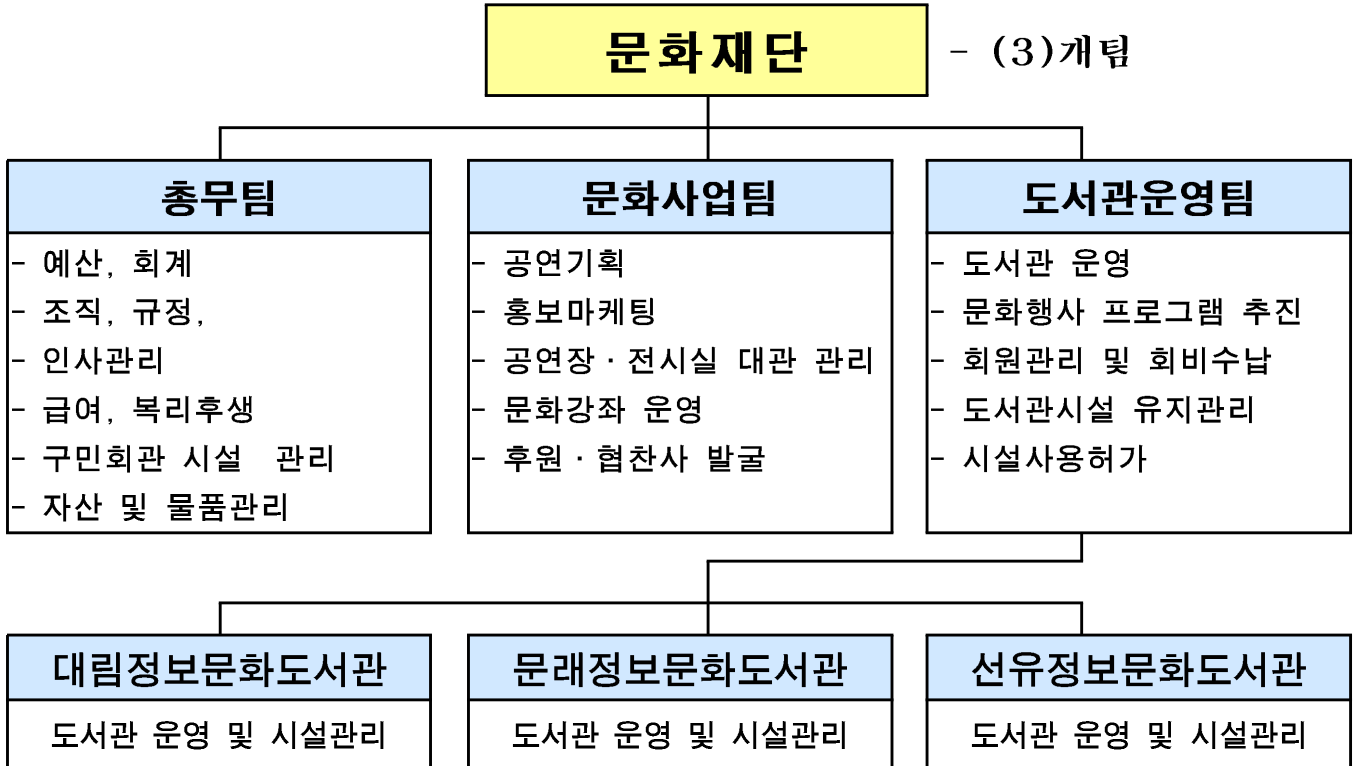 문화재단 - (3)개팀
총무팀
- 예산, 회계
- 조직, 규정,
- 인사관리
- 급여, 복리후생
- 구민회관 시설 관리
- 자산 및 물품관리
문화사업팀
- 공연기획
- 홍보마케팅
- 공연장·전시실 대관 관리
- 문화강좌 운영
- 후원·협찬사 발굴
도서관운영팀
- 도서관 운영
- 문화행사 프로그램 추진
- 회원관리 및 회비수납
- 도서관시설 유지관리
- 시설사용허가
대림정보문화도서관
도서관 운영 및 시설관리
문래정보문화도서관
도서관 운영 및 시설관리
선유정보문화도서관
도서관 운영 및 시설관리